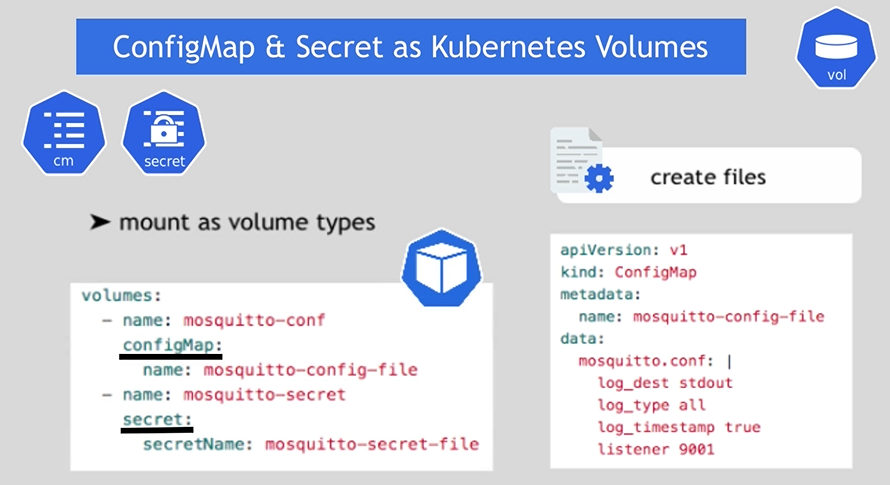 ConfigMap & Secret as Kubernetes Volumes
vol
cm
secret
create files
➤ mount as volume types
volumes:
- name: mosquitto-conf
configMap:
name: mosquitto-config-file
- name: mosquitto-secret
secret:
secretName: mosquitto-secret-file
apiVersion: v1
kind: ConfigMap
metadata:
name: mosquitto-config-file
data:
mosquitto.conf: |
log_dest stdout
log_type all
log_timestamp true
listener 9001